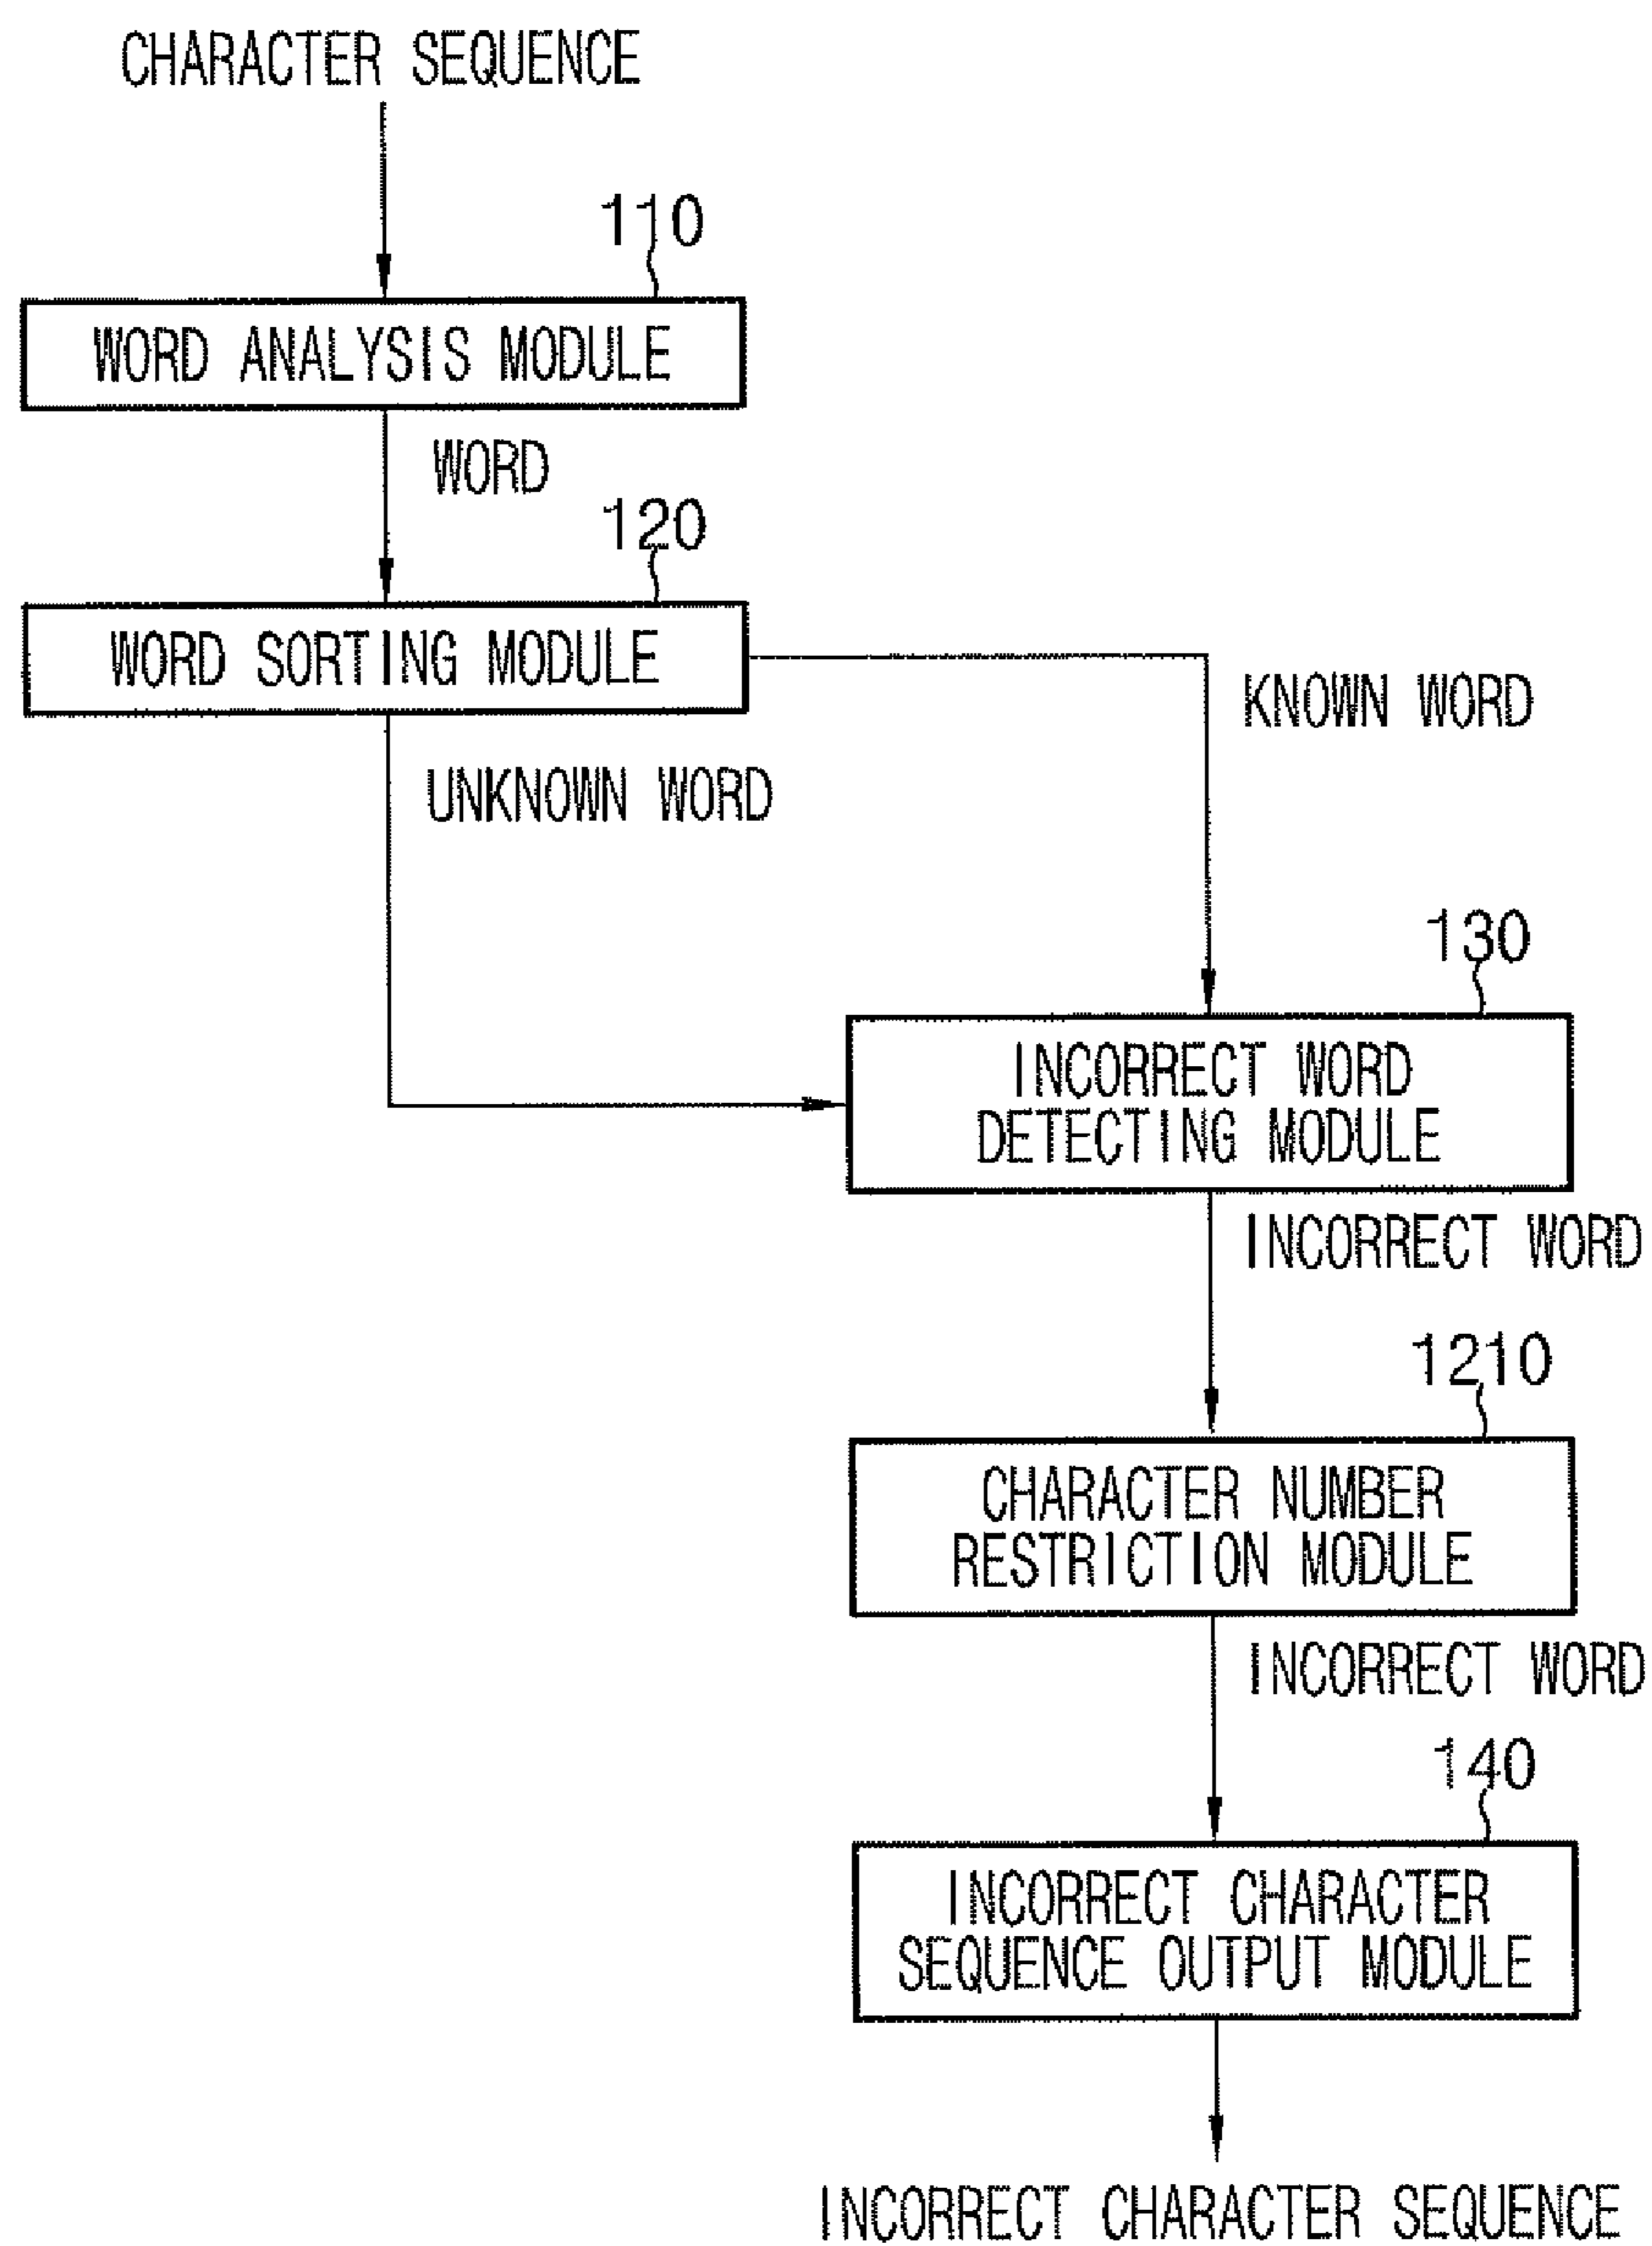 CHARACTER SEQUENCE
110
WORD ANALYSIS MODULE
WORD
120
WORD SORTING MODULE
KNOWN WORD
UNKNOWN WORD
130
INCORRECT WORD
DETECTING MODULE
INCORRECT WORD
1210
CHARACTER NUMBER
RESTRICTION MODULE
INCORRECT WORD
140
INCORRECT CHARACTER
SEQUENCE OUTPUT MODULE
INCORRECT CHARACTER SEQUENCE